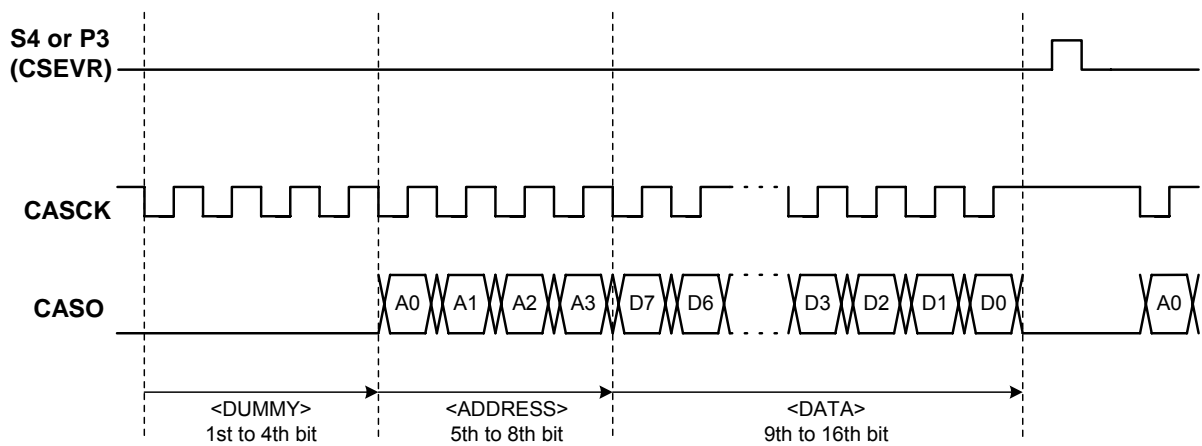 S4 or P3
(CSEVR)
CASCK
CASO
A0 A1 A2 A3 D7 D6 D3 D2 D1 D0 A0
<DUMMY> <ADDRESS> <DATA>
1st to 4th bit 5th to 8th bit 9th to 16th bit